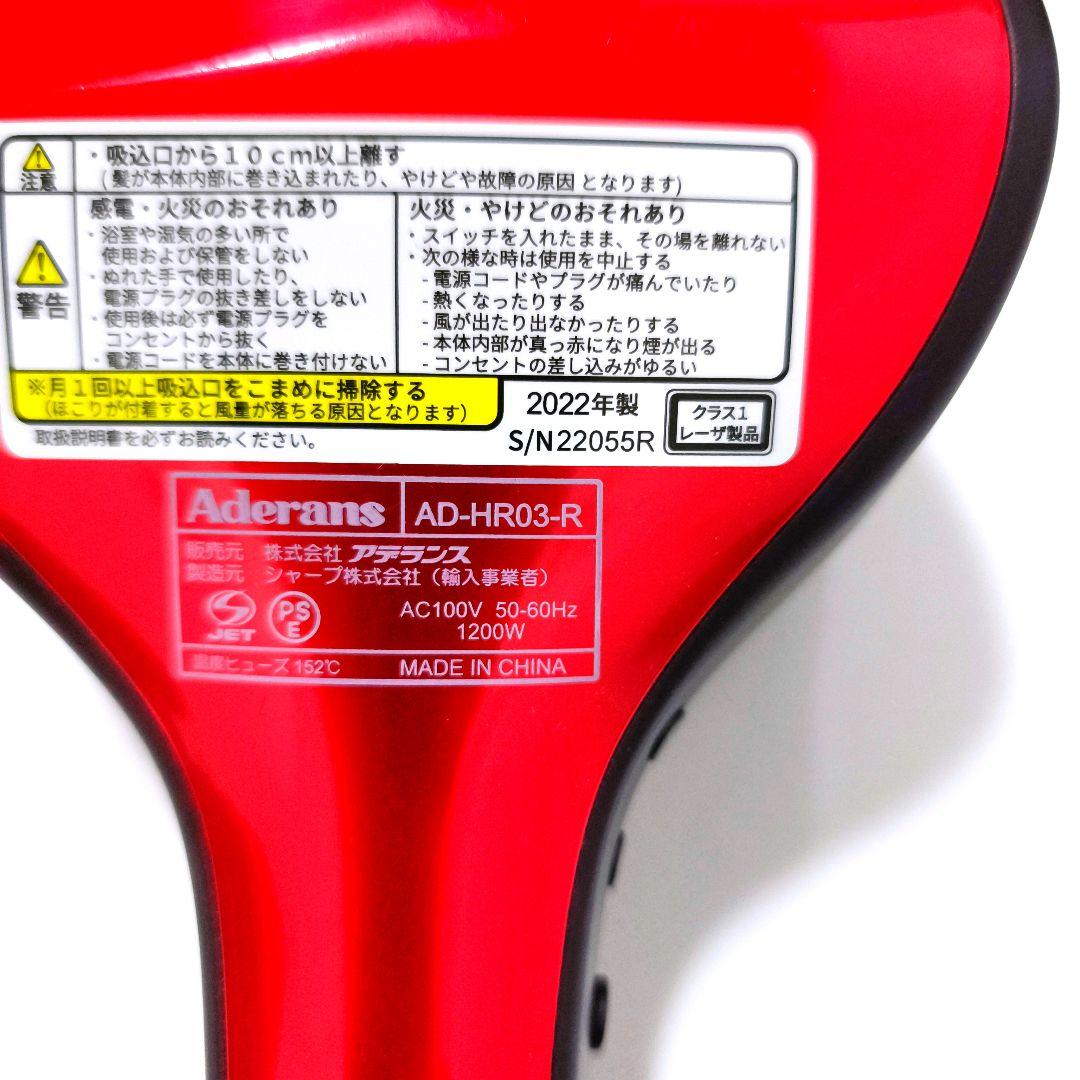 ・吸込口から10cm以上離す
注意
(髪が本体内部に巻き込まれたり、やけどや故障の原因 となります)
警告
感電・火災のおそれあり
・浴室や湿気の多い所で
使用および保管をしない
・ぬれた手で使用したり、
電源プラグの抜き差しをしない
・使用後は必ず電源プラグを
コンセントから抜く
・電源コードを本体に巻き付けない
火災・やけどのおそれあり
・スイッチを入れたまま、その場を離れない
・次の様な時は使用を中止する
-電源コードやプラグが痛んでいたり
-熱くなったりする
-風が出たり出なかったりする
-本体内部が真っ赤になり煙が出る
-コンセントの差し込みがゆるい
※月1回以上吸込口をこまめに掃除する
(ほこりが付着すると風量が落ちる原因となります)
取扱説明書を必ずお読みください。
2022年製
S/N22055R
クラス1
レーザ製品
Aderans AD-HR03-R
販売元 株式会社 アデランス
製造元 シャープ株式会社(輸入事業者)
JET
PS
E
AC100V 50-60Hz
1200W
温度ヒューズ 152℃ MADE IN CHINA